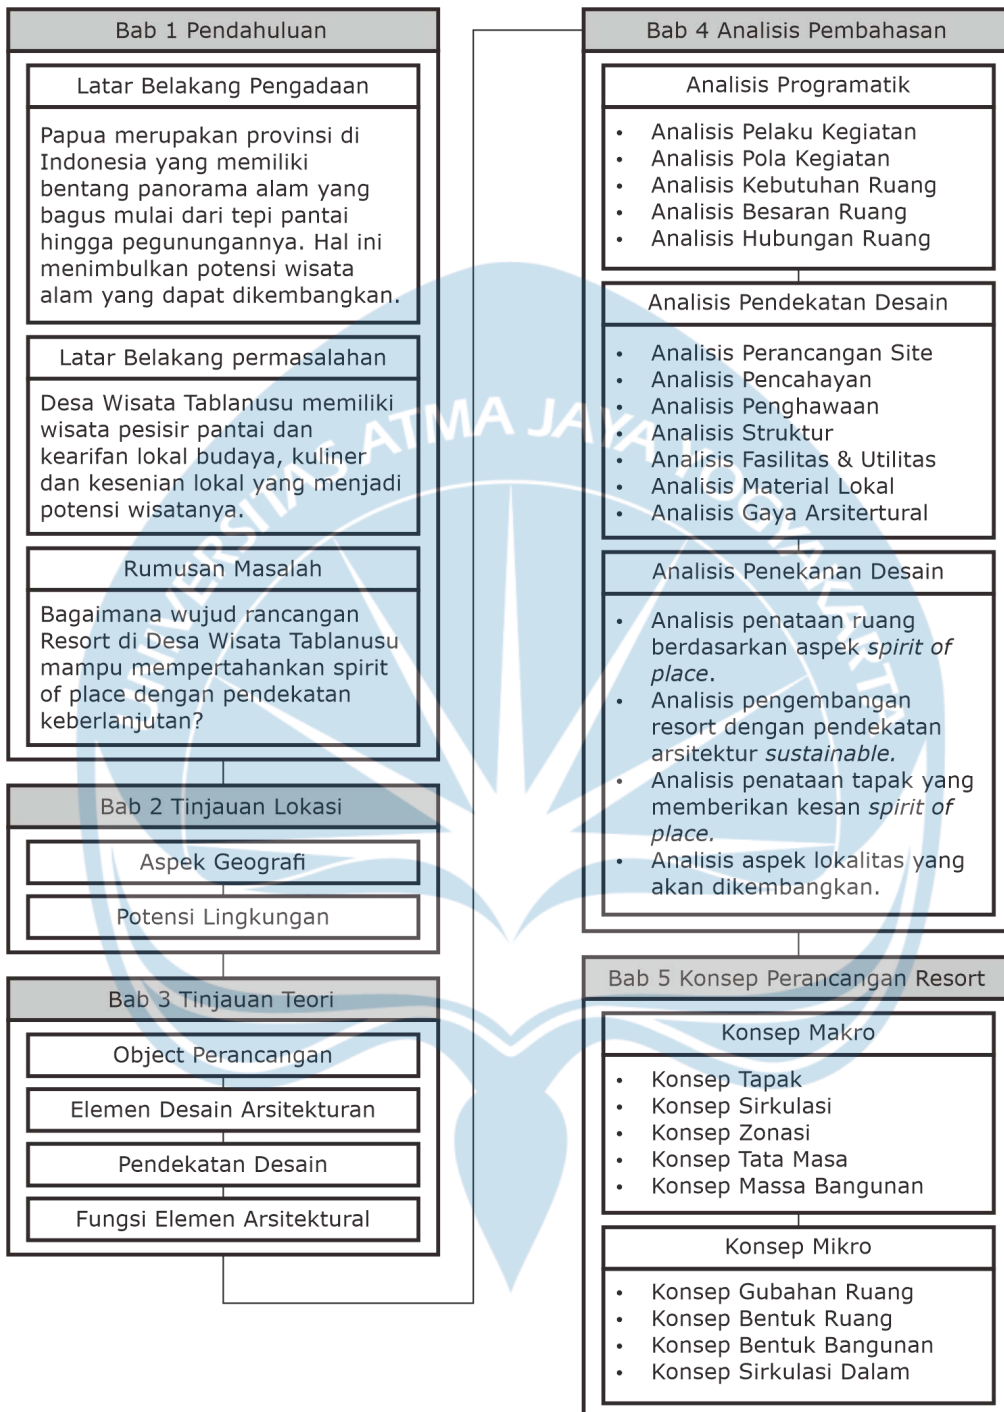 Bab 1 Pendahuluan
Latar Belakang Pengadaan
Papua merupakan provinsi di
Indonesia yang memiliki
bentang panorama alam yang
bagus mulai dari tepi pantai
hingga pegunungannya. Hal ini
menimbulkan potensi wisata
alam yang dapat dikembangkan.
Latar Belakang permasalahan
Desa Wisata Tablanusu memiliki
wisata pesisir pantai dan
kearifan lokal budaya, kuliner
dan kesenian lokal yang menjadi
potensi wisatanya.
Rumusan Masalah
Bagaimana wujud rancangan
Resort di Desa Wisata Tablanusu
mampu mempertahankan spirit
of place dengan pendekatan
keberlanjutan?
Bab 2 Tinjauan Lokasi
Aspek Geografi
Potensi Lingkungan
Bab 3 Tinjauan Teori
Object Perancangan
Elemen Desain Arsitekturan
Pendekatan Desain
Fungsi Elemen Arsitektural
Bab 4 Analisis Pembahasan
Analisis Programatik
• Analisis Pelaku Kegiatan
• Analisis Pola Kegiatan
• Analisis Kebutuhan Ruang
• Analisis Besaran Ruang
• Analisis Hubungan Ruang
Analisis Pendekatan Desain
• Analisis Perancangan Site
• Analisis Pencahayan
• Analisis Penghawaan
• Analisis Struktur
• Analisis Fasilitas & Utilitas
• Analisis Material Lokal
• Analisis Gaya Arsitertural
Analisis Penekanan Desain
• Analisis penataan ruang
berdasarkan aspek spirit of
place.
• Analisis pengembangan
resort dengan pendekatan
arsitektur sustainable.
• Analisis penataan tapak yang
memberikan kesan spirit of
place.
• Analisis aspek lokalitas yang
akan dikembangkan.
Bab 5 Konsep Perancangan Resort
Konsep Makro
• Konsep Tapak
• Konsep Sirkulasi
• Konsep Zonasi
• Konsep Tata Masa
• Konsep Massa Bangunan
Konsep Mikro
• Konsep Gubahan Ruang
• Konsep Bentuk Ruang
• Konsep Bentuk Bangunan
• Konsep Sirkulasi Dalam
UNIVERSITAS ATMA JAYA YOGYAKARTA